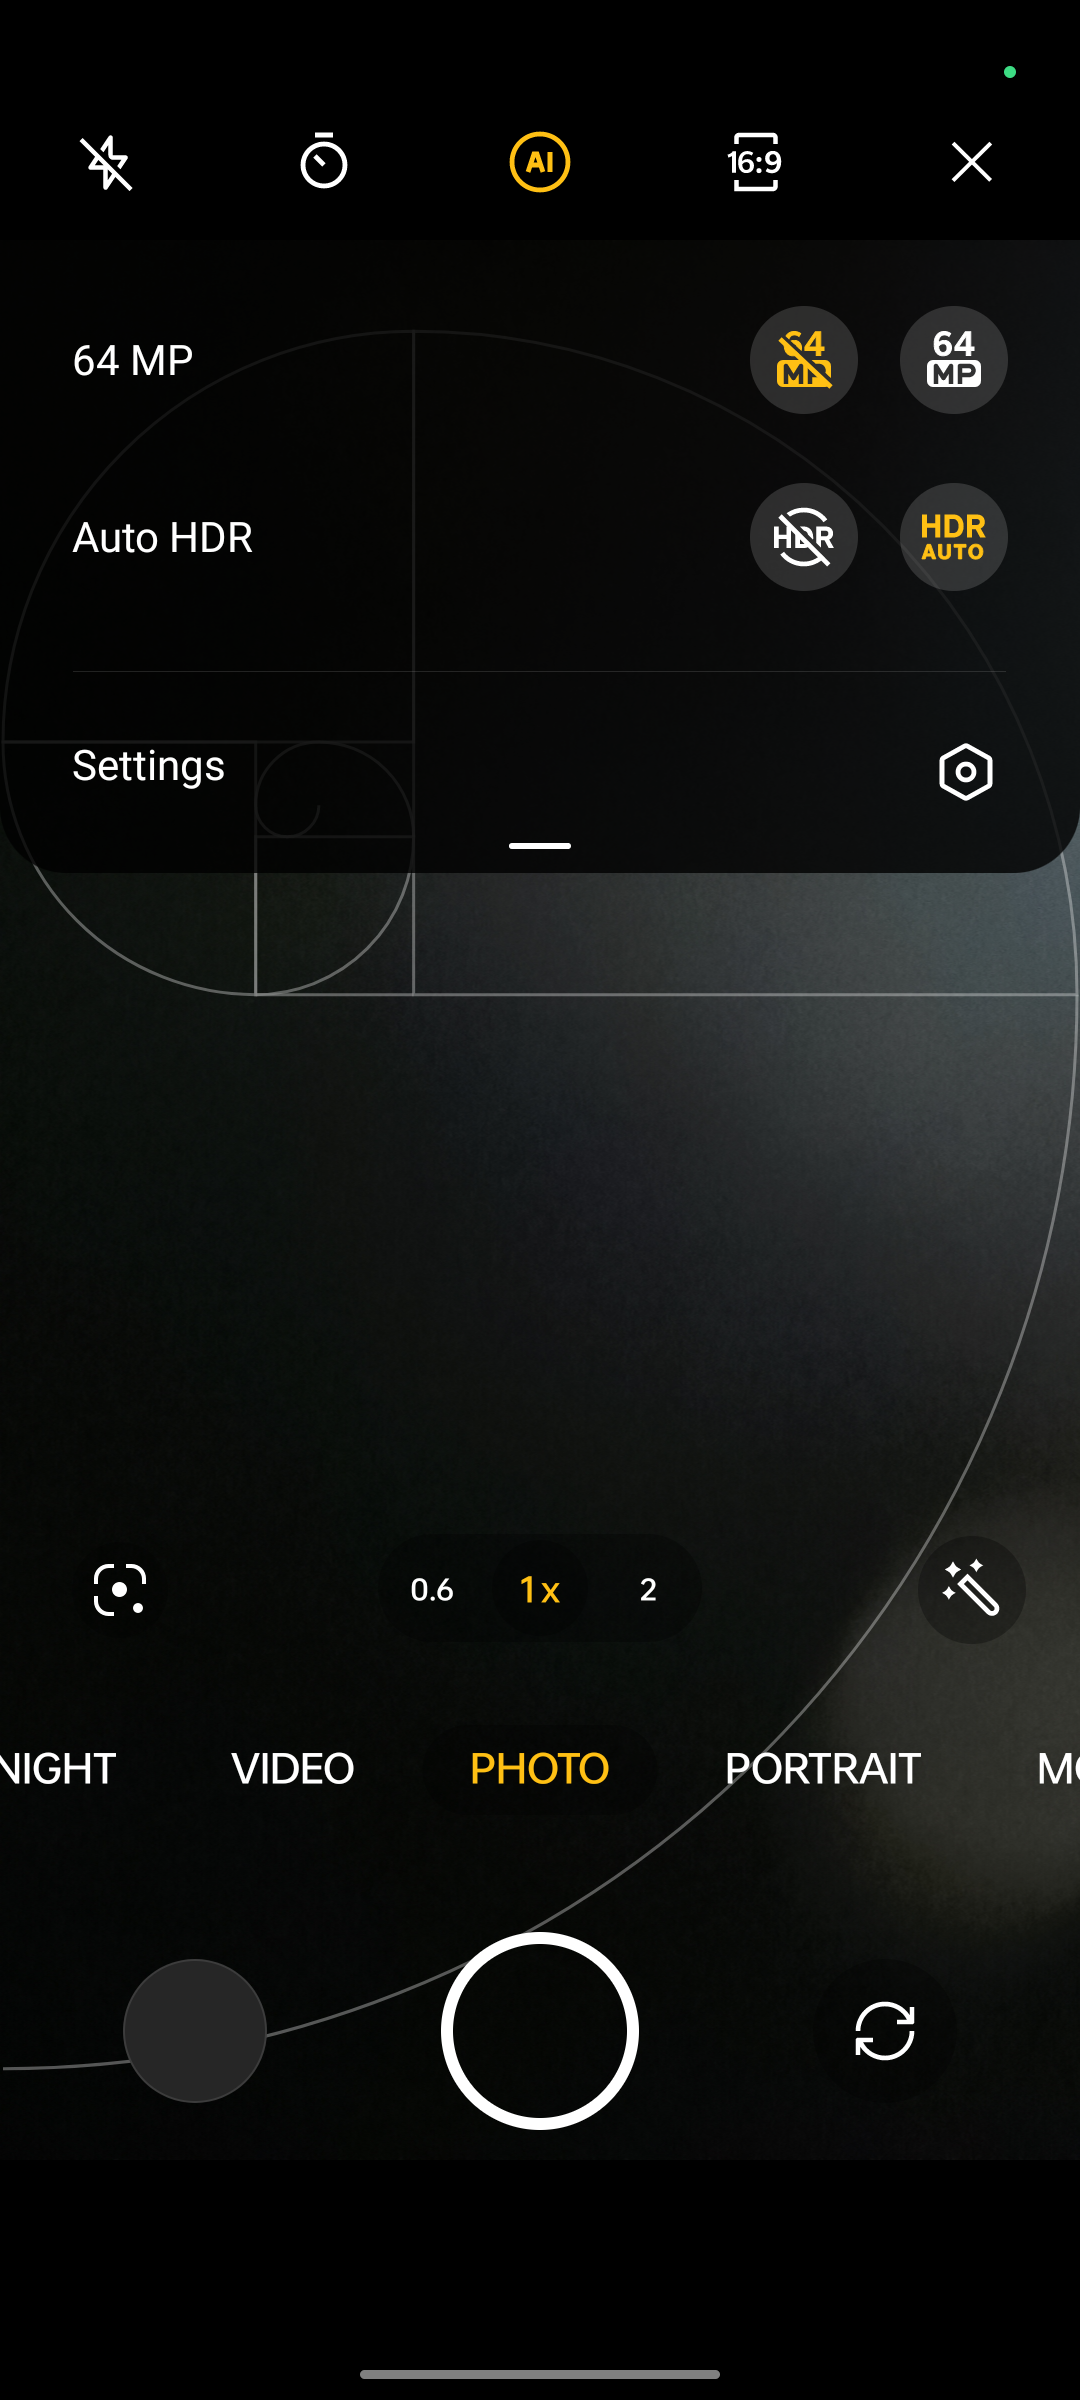 AI
16:9
64 MP
64
MP
64
MP
Auto HDR
HDR
HDR
AUTO
Settings
0.6
1x
2
NIGHT
VIDEO
PHOTO
PORTRAIT